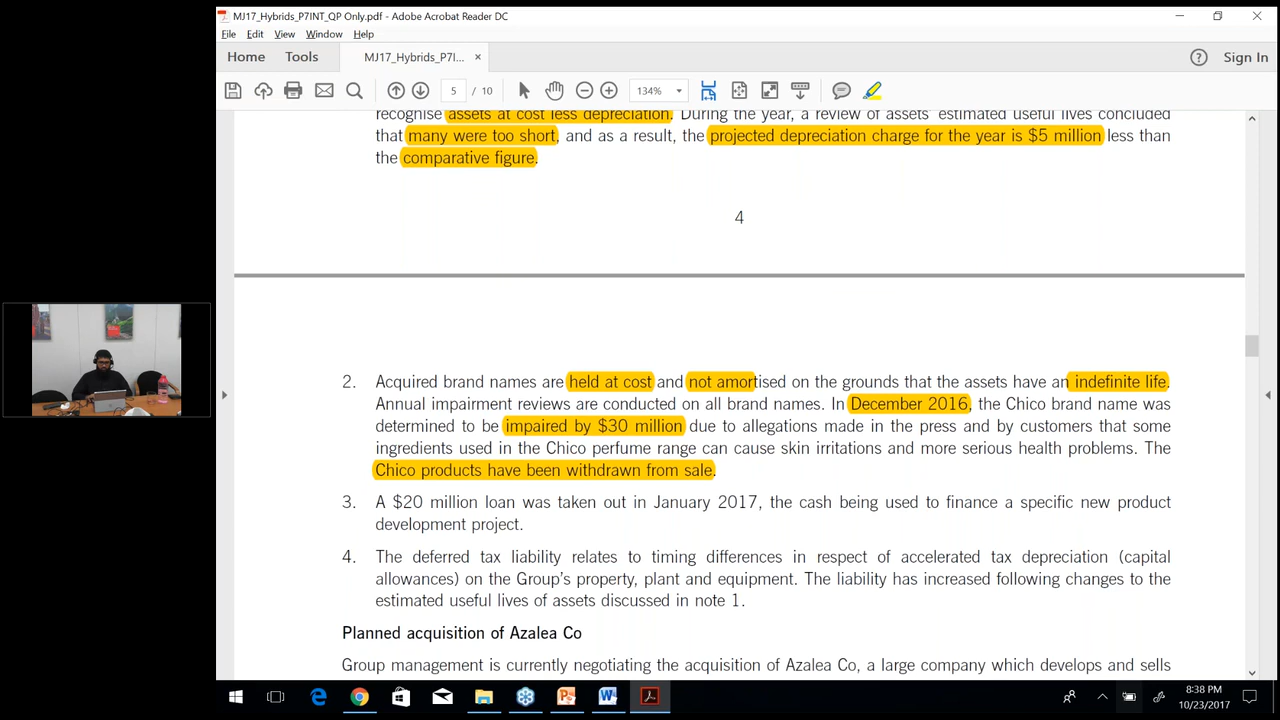 MJ17_Hybrids_P7INT_QP Only.pdf - Adobe Acrobat Reader DC
File Edit View Window Help
Home Tools MJ17_Hybrids_P7I... × Sign In
5 / 10 134%
recognise assets at cost less depreciation. During the year, a review of assets' estimated useful lives concluded
that many were too short, and as a result, the projected depreciation charge for the year is $5 million less than
the comparative figure.
4
2. Acquired brand names are held at cost and not amortised on the grounds that the assets have an indefinite life.
Annual impairment reviews are conducted on all brand names. In December 2016, the Chico brand name was
determined to be impaired by $30 million due to allegations made in the press and by customers that some
ingredients used in the Chico perfume range can cause skin irritations and more serious health problems. The
Chico products have been withdrawn from sale.
3. A $20 million loan was taken out in January 2017, the cash being used to finance a specific new product
development project.
4. The deferred tax liability relates to timing differences in respect of accelerated tax depreciation (capital
allowances) on the Group's property, plant and equipment. The liability has increased following changes to the
estimated useful lives of assets discussed in note 1.
Planned acquisition of Azalea Co
Group management is currently negotiating the acquisition of Azalea Co, a large company which develops and sells
8:38 PM
10/23/2017